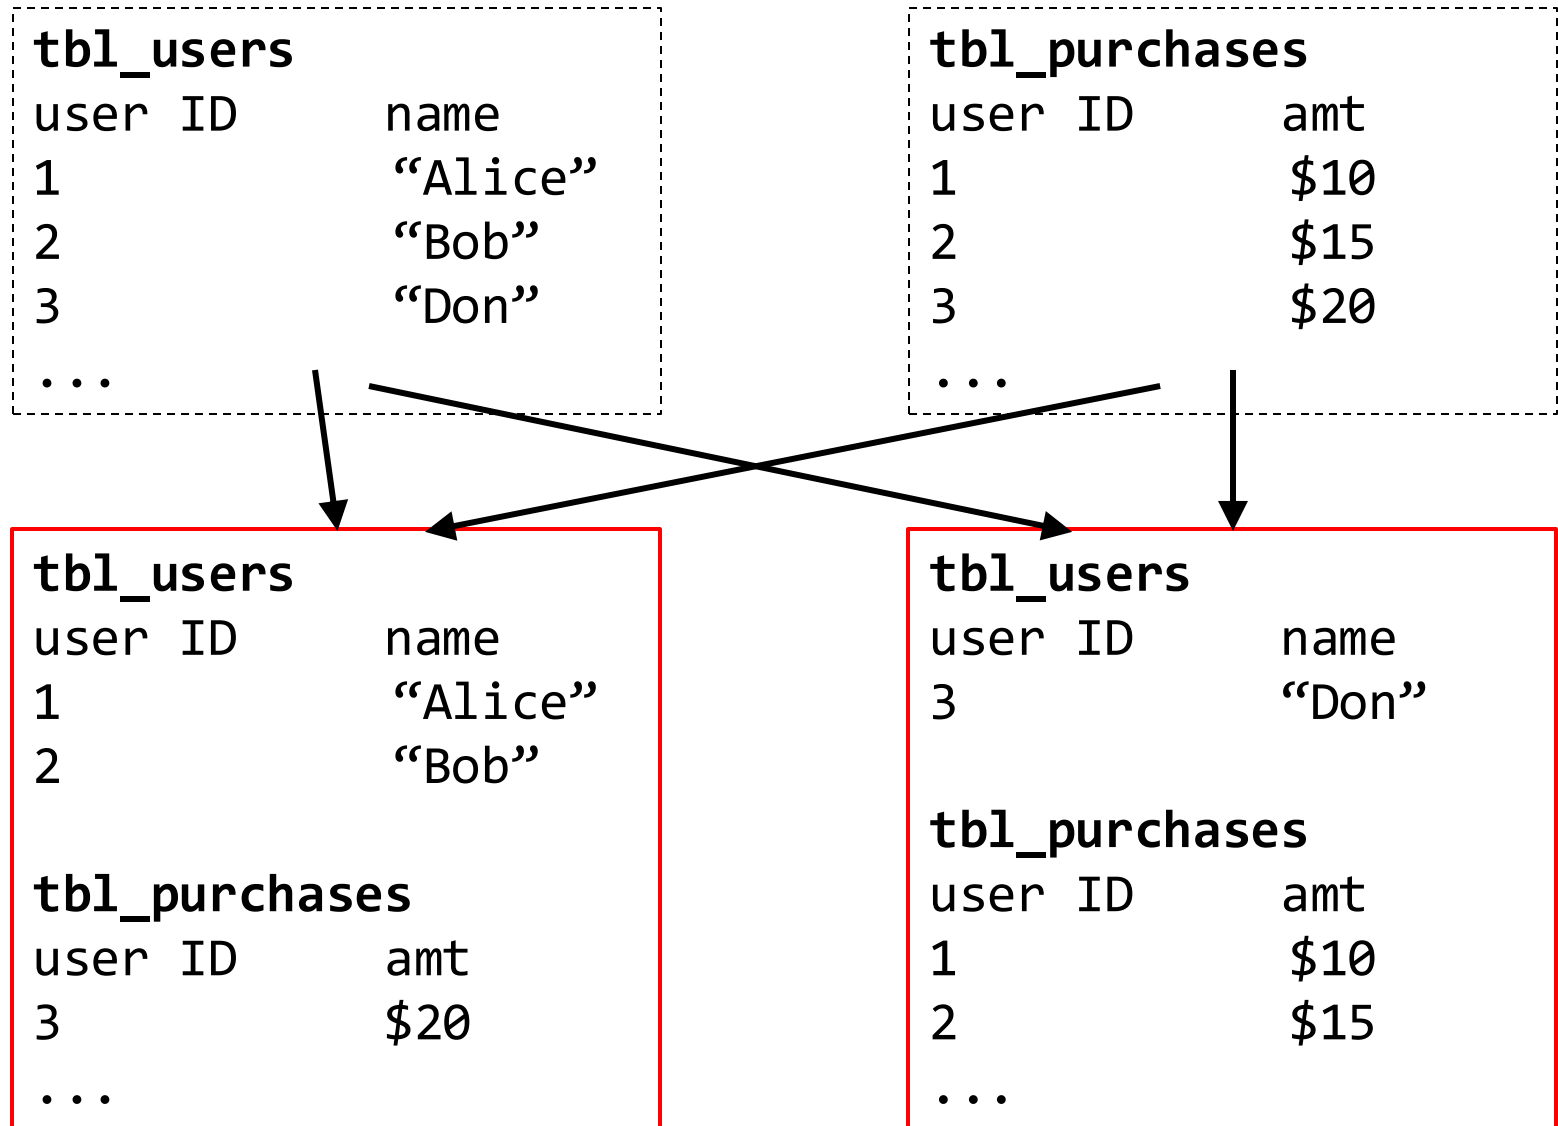 tbl_users
user ID name
1 “Alice”
2 “Bob”
3 “Don”
...
tbl_purchases
user ID amt
1 $10
2 $15
3 $20
...
tbl_users
user ID name
1 “Alice”
2 “Bob”
tbl_purchases
user ID amt
3 $20
...
tbl_users
user ID name
3 “Don”
tbl_purchases
user ID amt
1 $10
2 $15
...